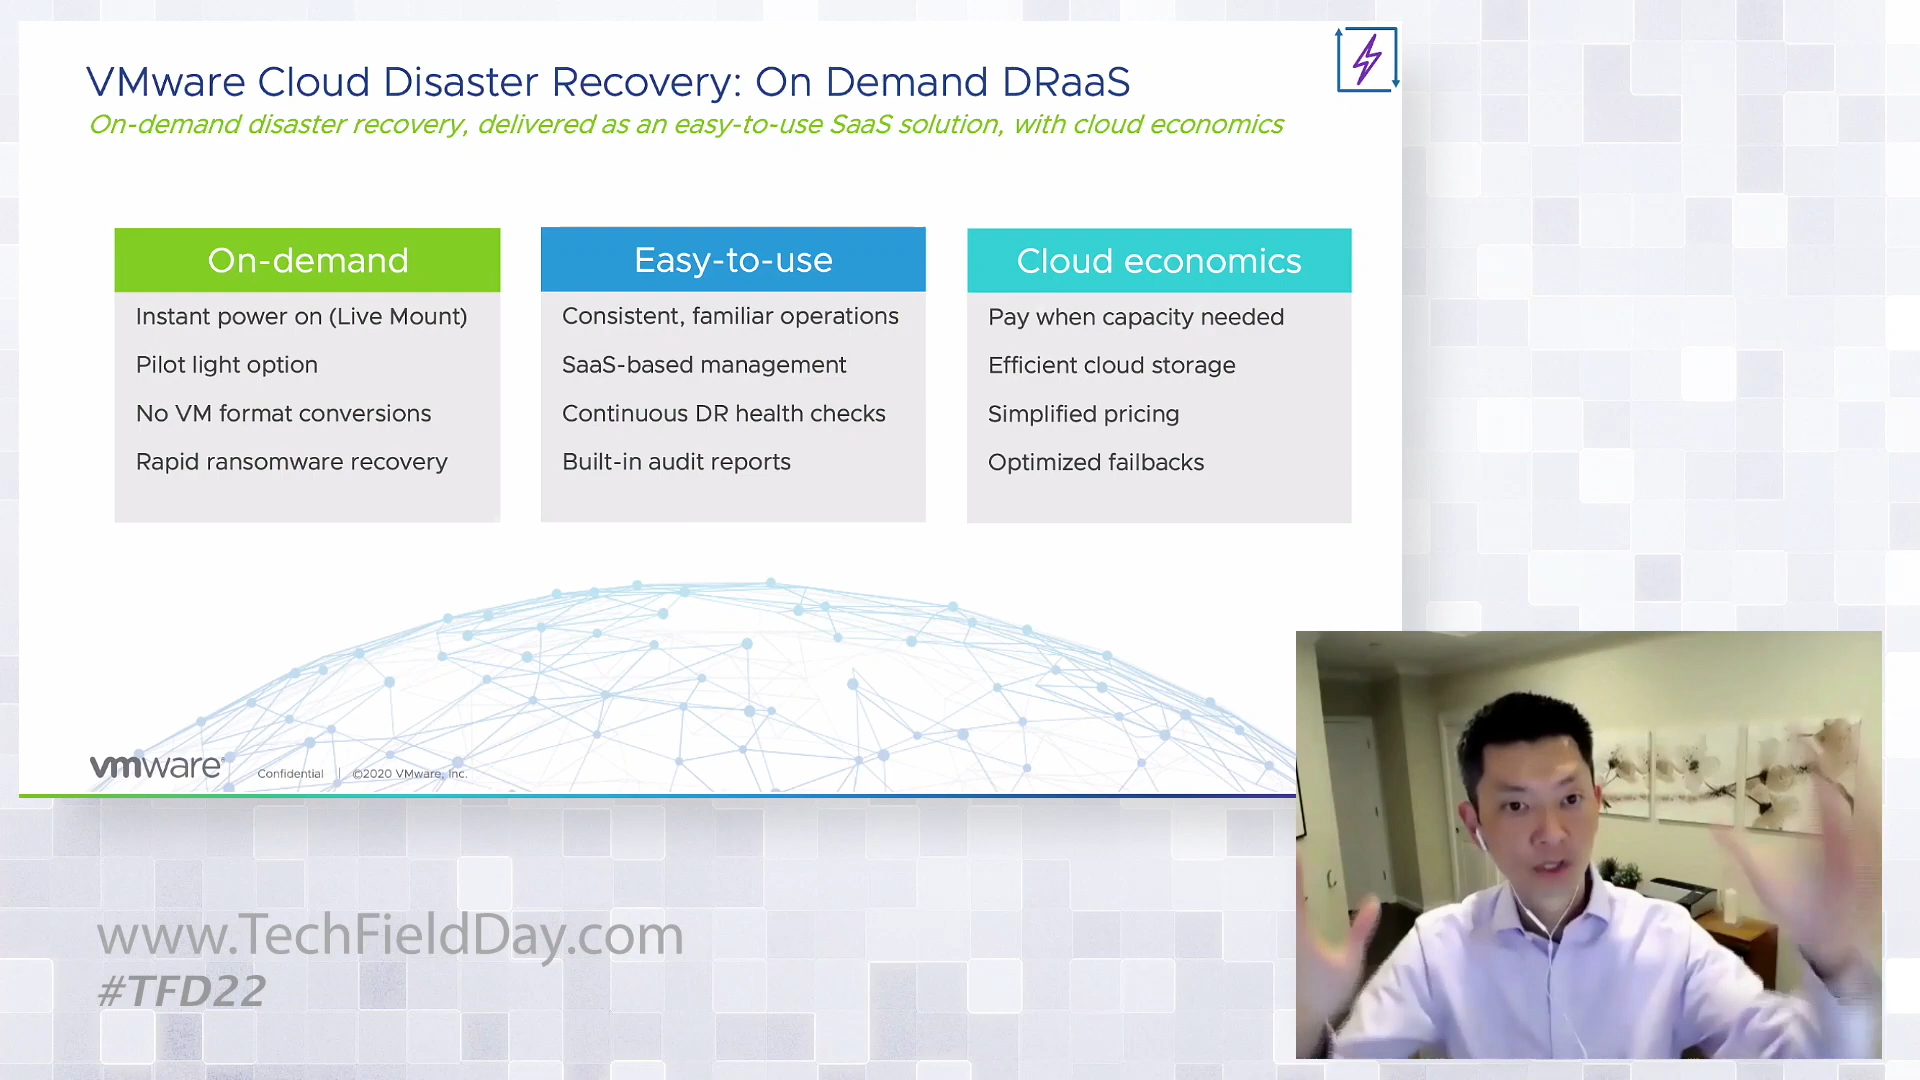 VMware Cloud Disaster Recovery: On Demand DRaaS
On-demand disaster recovery, delivered as an easy-to-use SaaS solution, with cloud economics
On-demand
Instant power on (Live Mount)
Pilot light option
No VM format conversions
Rapid ransomware recovery
Easy-to-use
Consistent, familiar operations
SaaS-based management
Continuous DR health checks
Built-in audit reports
Cloud economics
Pay when capacity needed
Efficient cloud storage
Simplified pricing
Optimized failbacks
vmware
Confidential | ©2020 VMware, Inc.
www.TechFieldDay.com
#TFD22